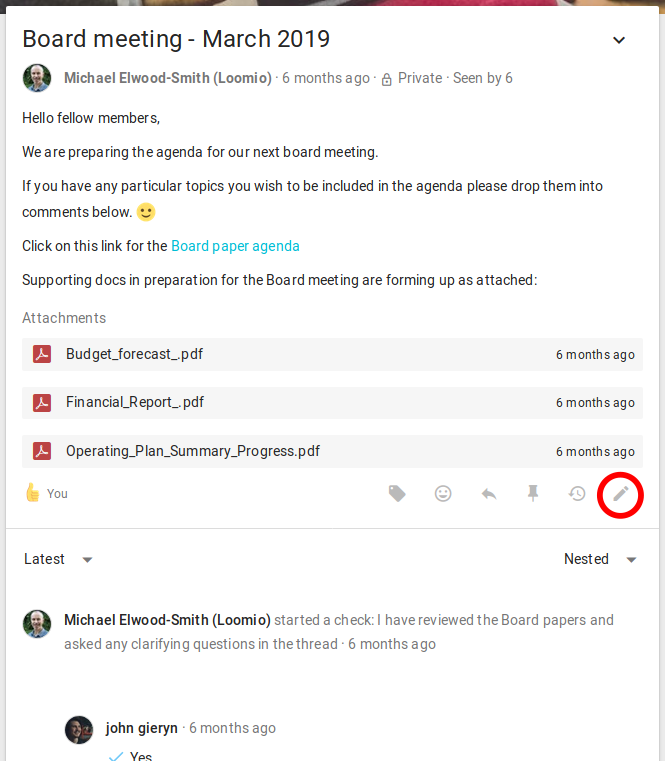 Board meeting - March 2019
Michael Elwood-Smith (Loomio) · 6 months ago · Private · Seen by 6
Hello fellow members,
We are preparing the agenda for our next board meeting.
If you have any particular topics you wish to be included in the agenda please drop them into
comments below. 🙂
Click on this link for the Board paper agenda
Supporting docs in preparation for the Board meeting are forming up as attached:
Attachments
Budget_forecast_.pdf 6 months ago
Financial_Report_.pdf 6 months ago
Operating_Plan_Summary_Progress.pdf 6 months ago
You
Latest Nested
Michael Elwood-Smith (Loomio) started a check: I have reviewed the Board papers and
asked any clarifying questions in the thread · 6 months ago
john gieryn · 6 months ago
Yes